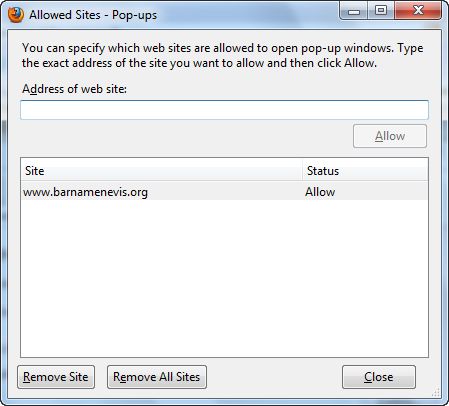 Allowed Sites - Pop-ups
You can specify which web sites are allowed to open pop-up windows. Type
the exact address of the site you want to allow and then click Allow.
Address of web site:
Allow
Site Status
www.barnamenevis.org Allow
Remove Site Remove All Sites Close